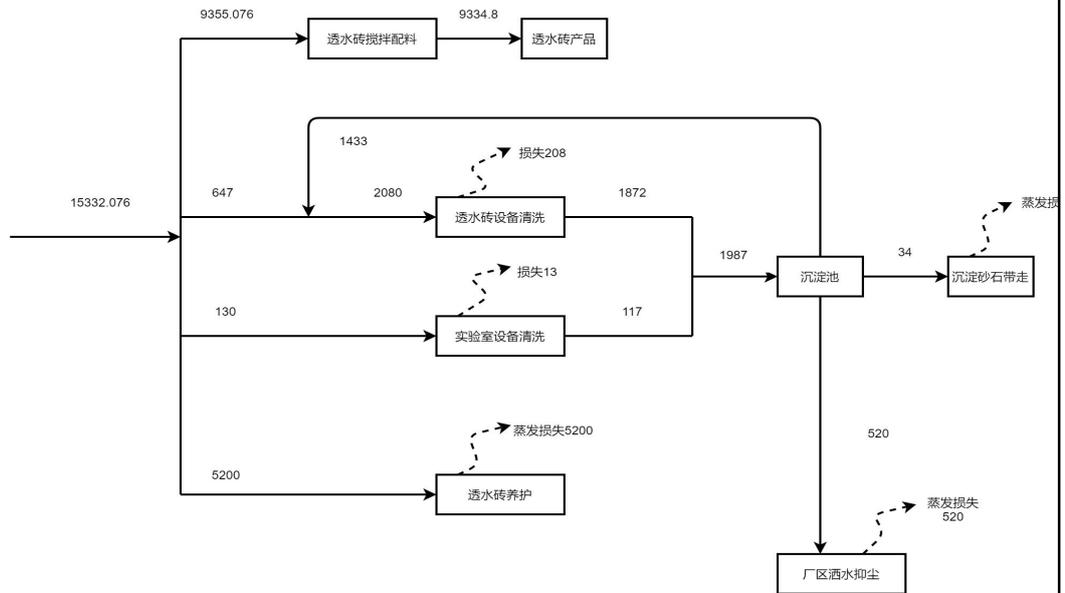 9355.076
9334.8
透水砖搅拌配料
透水砖产品
1433
损失208
15332.076
647
2080
1872
透水砖设备清洗
蒸发损
1987
34
沉淀池
沉淀砂石带走
损失13
130
117
实验室设备清洗
蒸发损失5200
520
5200
透水砖养护
蒸发损失
520
厂区洒水抑尘